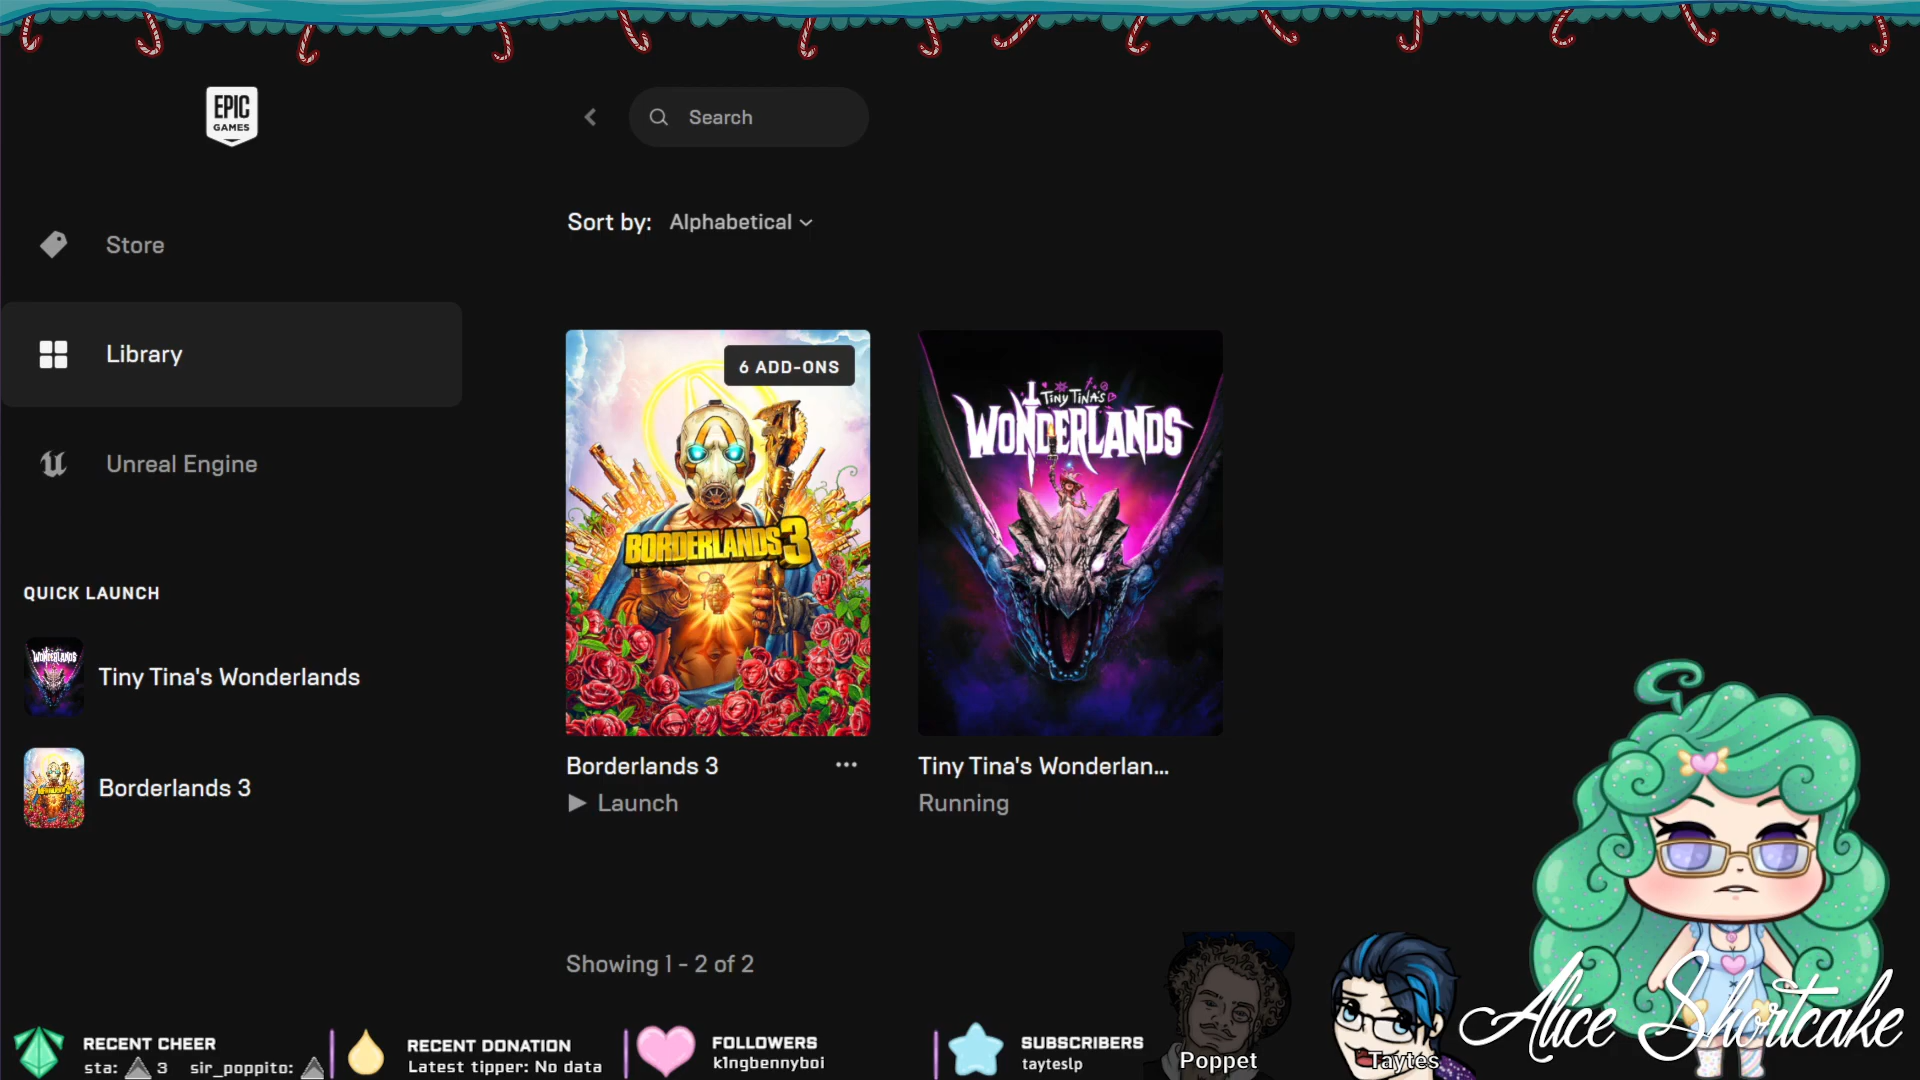 EPIC
GAMES
Search
Sort by: Alphabetical
Store
Library
Unreal Engine
QUICK LAUNCH
Tiny Tina's Wonderlands
Borderlands 3
6 ADD-ONS
BORDERLANDS 3
TINY TINA'S
WONDERLANDS
WONDERLANDS
Borderlands 3
Launch
Tiny Tina's Wonderlan...
Running
Showing 1 - 2 of 2
RECENT CHEER
sta: 3 sir_poppito:
RECENT DONATION
Latest tipper: No data
FOLLOWERS
k1ngbennyboi
SUBSCRIBERS
tayteslp
Poppet
Taytes
Alice Shortcake